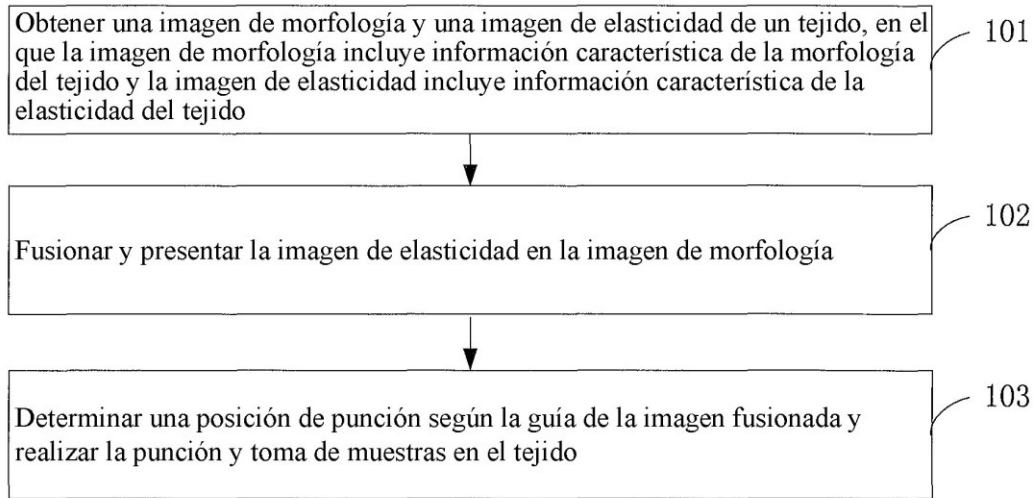 Obtener una imagen de morfología y una imagen de elasticidad de un tejido, en el
que la imagen de morfología incluye información característica de la morfología
del tejido y la imagen de elasticidad incluye información característica de la
elasticidad del tejido
101
Fusionar y presentar la imagen de elasticidad en la imagen de morfología
102
Determinar una posición de punción según la guía de la imagen fusionada y
realizar la punción y toma de muestras en el tejido
103